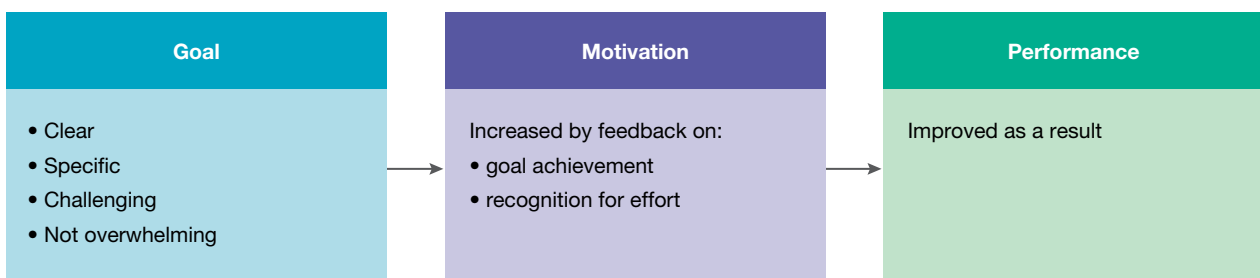 Goal
• Clear
• Specific
• Challenging
• Not overwhelming
Motivation
Increased by feedback on:
• goal achievement
• recognition for effort
Performance
Improved as a result